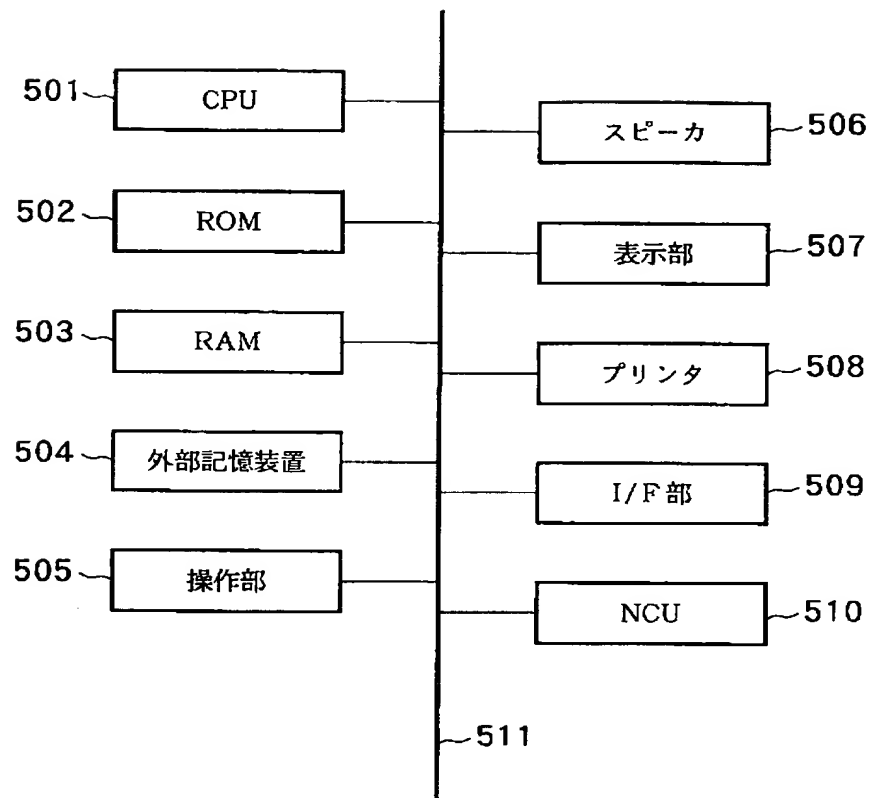 501 CPU
502 ROM
503 RAM
504 外部記憶装置
505 操作部
スピーカ 506
表示部 507
プリンタ 508
I/F部 509
NCU 510
511